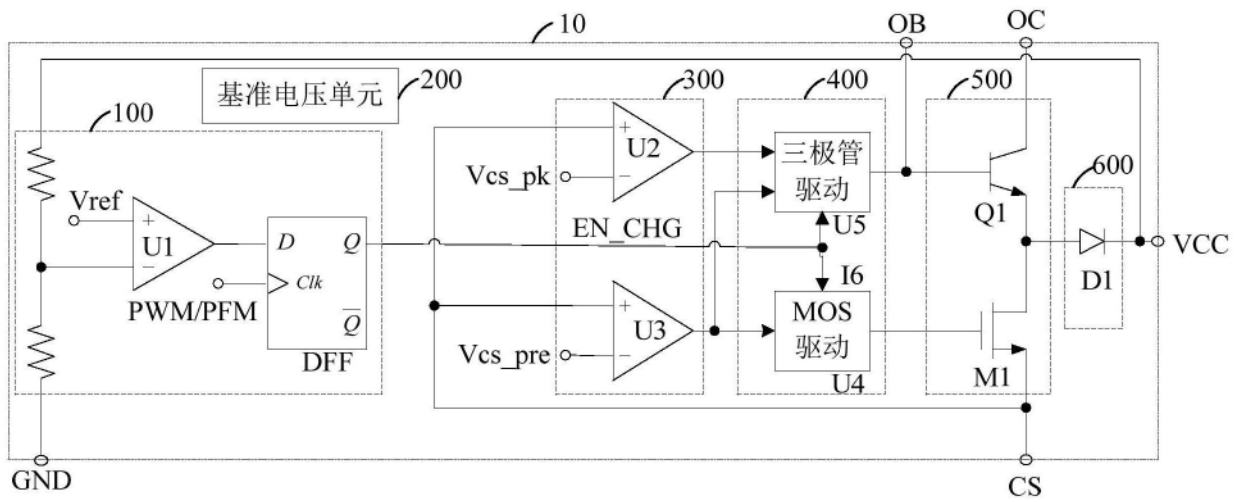 10
OB
OC
基准电压单元
200
100
300
400
500
600
Vref
U1
PWM/PFM
D
Q
Clk
Q̅
DFF
Vcs_pk
U2
EN_CHG
Vcs_pre
U3
三极管
驱动
U5
I6
MOS
驱动
U4
Q1
M1
D1
VCC
GND
CS
+
−
+
−
+
−